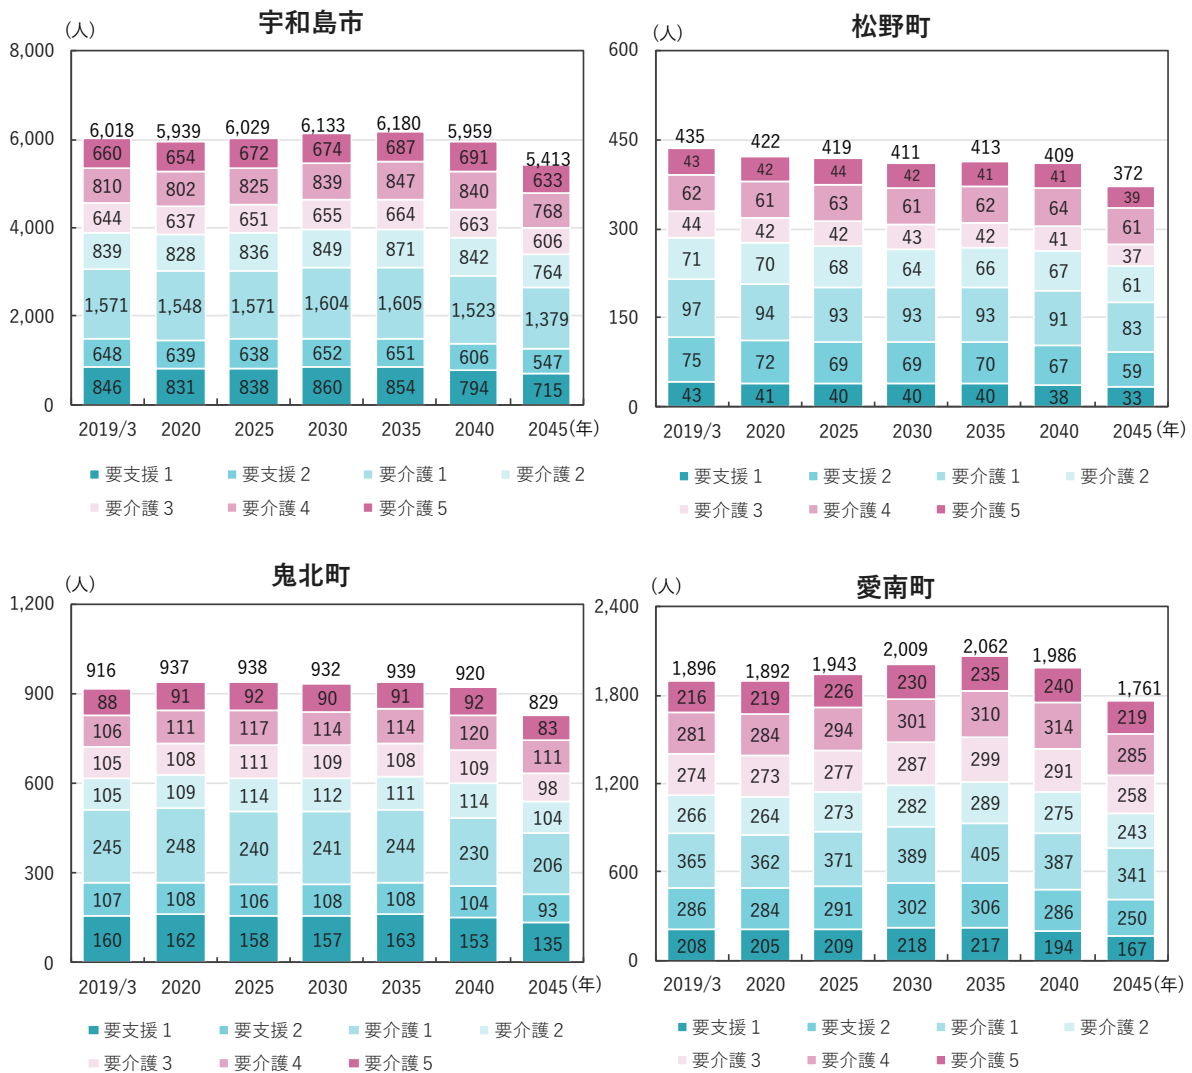 宇和島市
(人)
8,000
6,018 5,939 6,029 6,133 6,180 5,959 5,413
6,000
660 654 672 674 687 691 633
810 802 825 839 847 840 768
644 637 651 655 664 663 606
4,000
839 828 836 849 871 842 764
1,571 1,548 1,571 1,604 1,605 1,523 1,379
2,000
648 639 638 652 651 606 547
846 831 838 860 854 794 715
0
2019/3 2020 2025 2030 2035 2040 2045 (年)
要支援1 要支援2 要介護1 要介護2
要介護3 要介護4 要介護5
松野町
(人)
600
450
435 422 419 411 413 409 372
43 42 44 42 41 41 39
62 61 63 61 62 64 61
44 42 42 43 42 41 37
300
71 70 68 64 66 67 61
97 94 93 93 93 91 83
150
75 72 69 69 70 67 59
43 41 40 40 40 38 33
0
2019/3 2020 2025 2030 2035 2040 2045 (年)
要支援1 要支援2 要介護1 要介護2
要介護3 要介護4 要介護5
鬼北町
(人)
1,200
916 937 938 932 939 920 829
900
88 91 92 90 91 92 83
106 111 117 114 114 120 111
105 108 111 109 108 109 98
600
105 109 114 112 111 114 104
245 248 240 241 244 230 206
300
107 108 106 108 108 104 93
160 162 158 157 163 153 135
0
2019/3 2020 2025 2030 2035 2040 2045 (年)
要支援1 要支援2 要介護1 要介護2
要介護3 要介護4 要介護5
愛南町
(人)
2,400
1,896 1,892 1,943 2,009 2,062 1,986 1,761
1,800
216 219 226 230 235 240 219
281 284 294 301 310 314 285
274 273 277 287 299 291 258
1,200
266 264 273 282 289 275 243
365 362 371 389 405 387 341
600
286 284 291 302 306 286 250
208 205 209 218 217 194 167
0
2019/3 2020 2025 2030 2035 2040 2045 (年)
要支援1 要支援2 要介護1 要介護2
要介護3 要介護4 要介護5